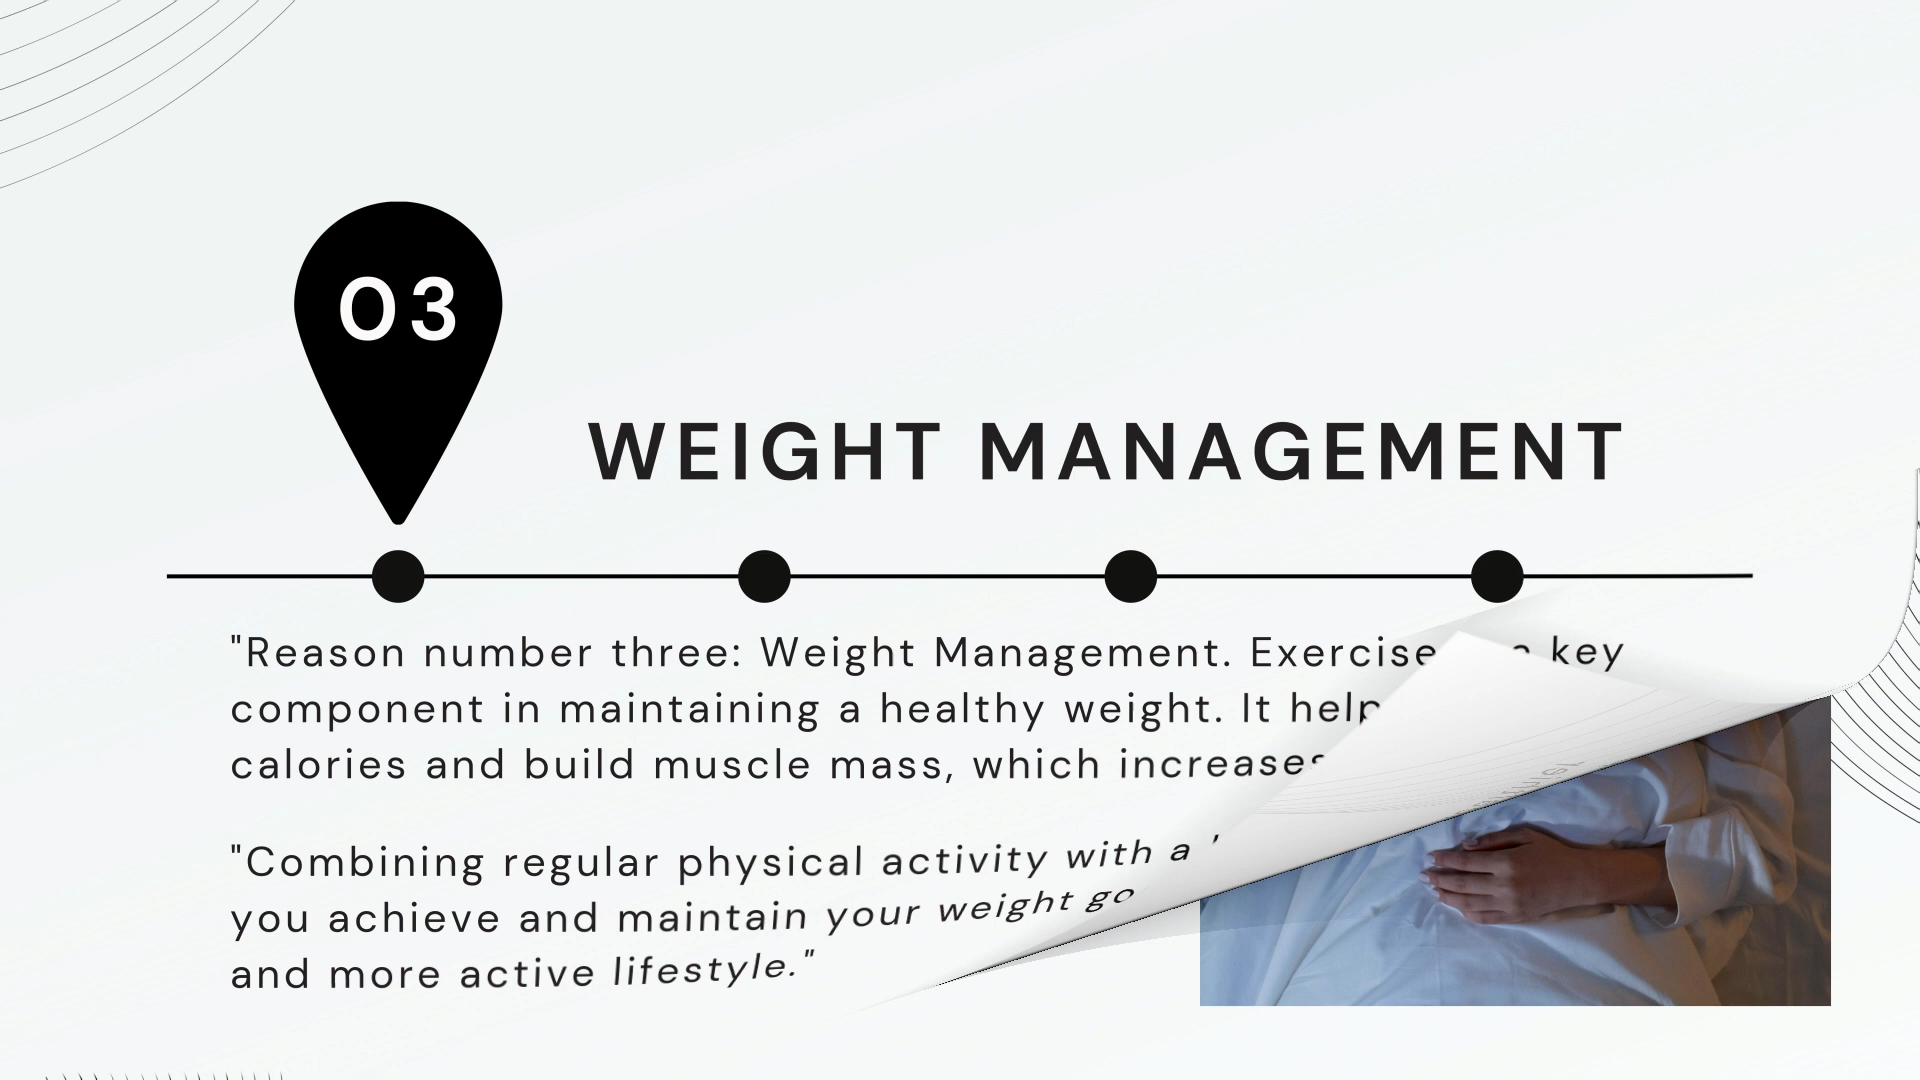 03
WEIGHT MANAGEMENT
"Reason number three: Weight Management. Exercise a key
component in maintaining a healthy weight. It help
calories and build muscle mass, which increases
"Combining regular physical activity with a
you achieve and maintain your weight go
and more active lifestyle."